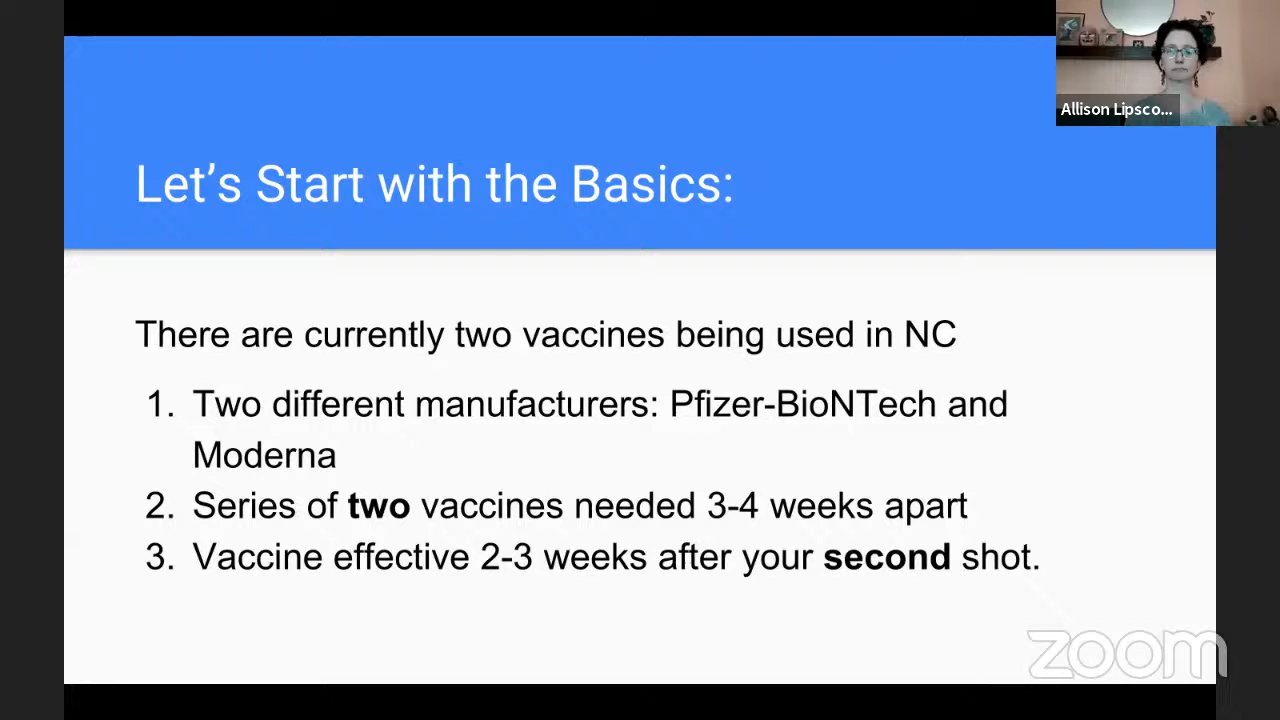 Allison Lipsco...
Let's Start with the Basics:
There are currently two vaccines being used in NC
1. Two different manufacturers: Pfizer-BioNTech and
Moderna
2. Series of two vaccines needed 3-4 weeks apart
3. Vaccine effective 2-3 weeks after your second shot.
zoom